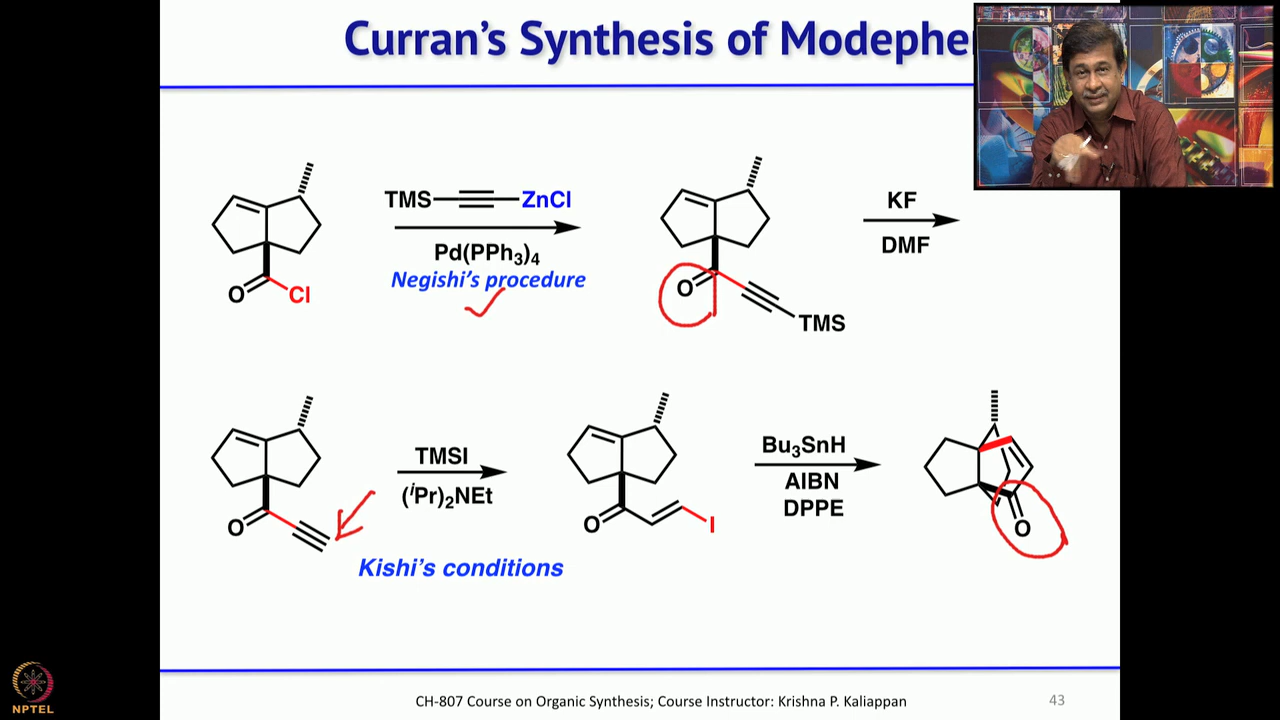 Curran's Synthesis of Modephe
TMS ZnCl
Pd(PPh3)4
Negishi's procedure
O Cl
O
TMS
KF
DMF
O
TMSI
(iPr)2NEt
Kishi's conditions
O I
Bu3SnH
AIBN
DPPE
O
NPTEL
CH-807 Course on Organic Synthesis; Course Instructor: Krishna P. Kaliappan
43